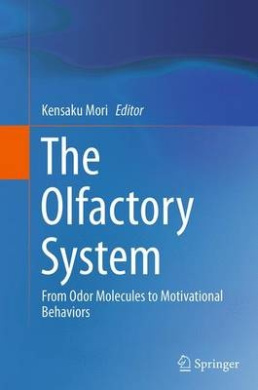 Kensaku Mori Editor
The
Olfactory
System
From Odor Molecules to Motivational
Behaviors
Springer